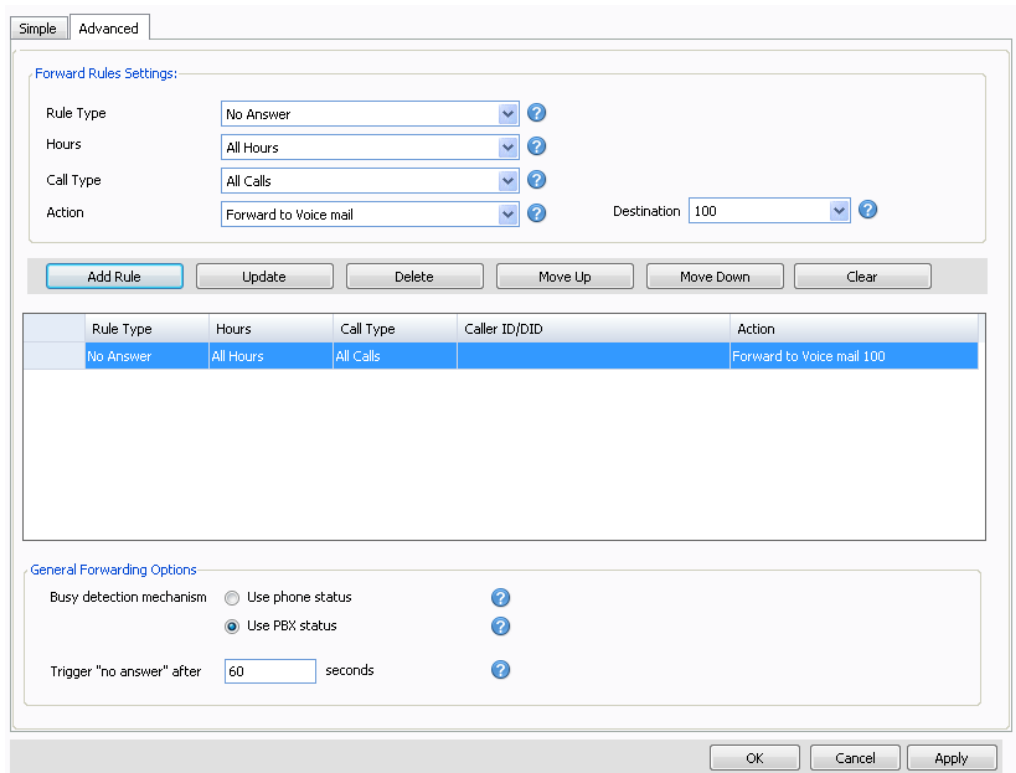 Simple Advanced
Forward Rules Settings:
Rule Type No Answer ?
Hours All Hours ?
Call Type All Calls ?
Action Forward to Voice mail ? Destination 100 ?
Add Rule Update Delete Move Up Move Down Clear
Rule Type Hours Call Type Caller ID/DID Action
No Answer All Hours All Calls Forward to Voice mail 100
General Forwarding Options
Busy detection mechanism Use phone status ?
Use PBX status ?
Trigger "no answer" after 60 seconds ?
OK Cancel Apply